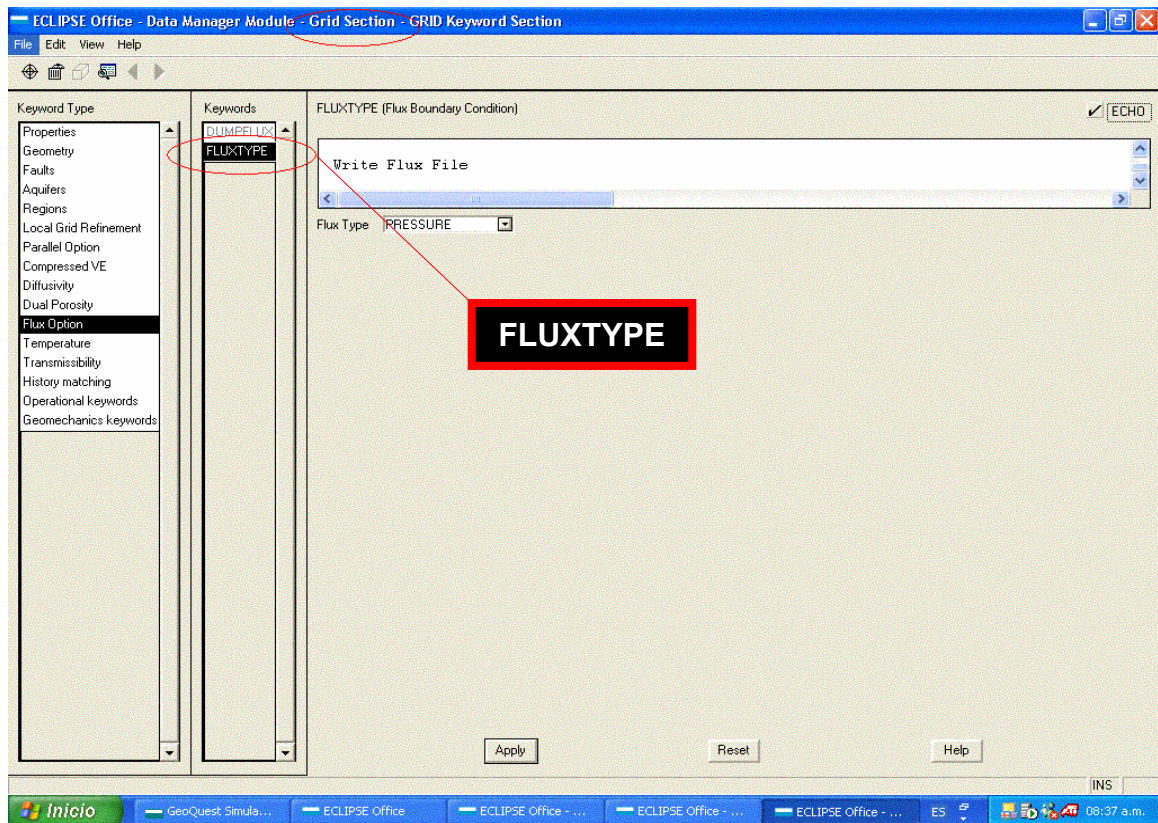 ECLIPSE Office - Data Manager Module - Grid Section - GRID Keyword Section
File Edit View Help
Keyword Type
Properties
Geometry
Faults
Aquifers
Regions
Local Grid Refinement
Parallel Option
Compressed VE
Diffusivity
Dual Porosity
Flux Option
Temperature
Transmissibility
History matching
Operational keywords
Geomechanics keywords
Keywords
DUMPFLUX
FLUXTYPE
FLUXTYPE (Flux Boundary Condition)
ECHO
Write Flux File
Flux Type PRESSURE
FLUXTYPE
Apply Reset Help
INS
Inicio GeoQuest Simula... ECLIPSE Office ECLIPSE Office - ... ECLIPSE Office - ... ECLIPSE Office - ... ES 08:37 a.m.